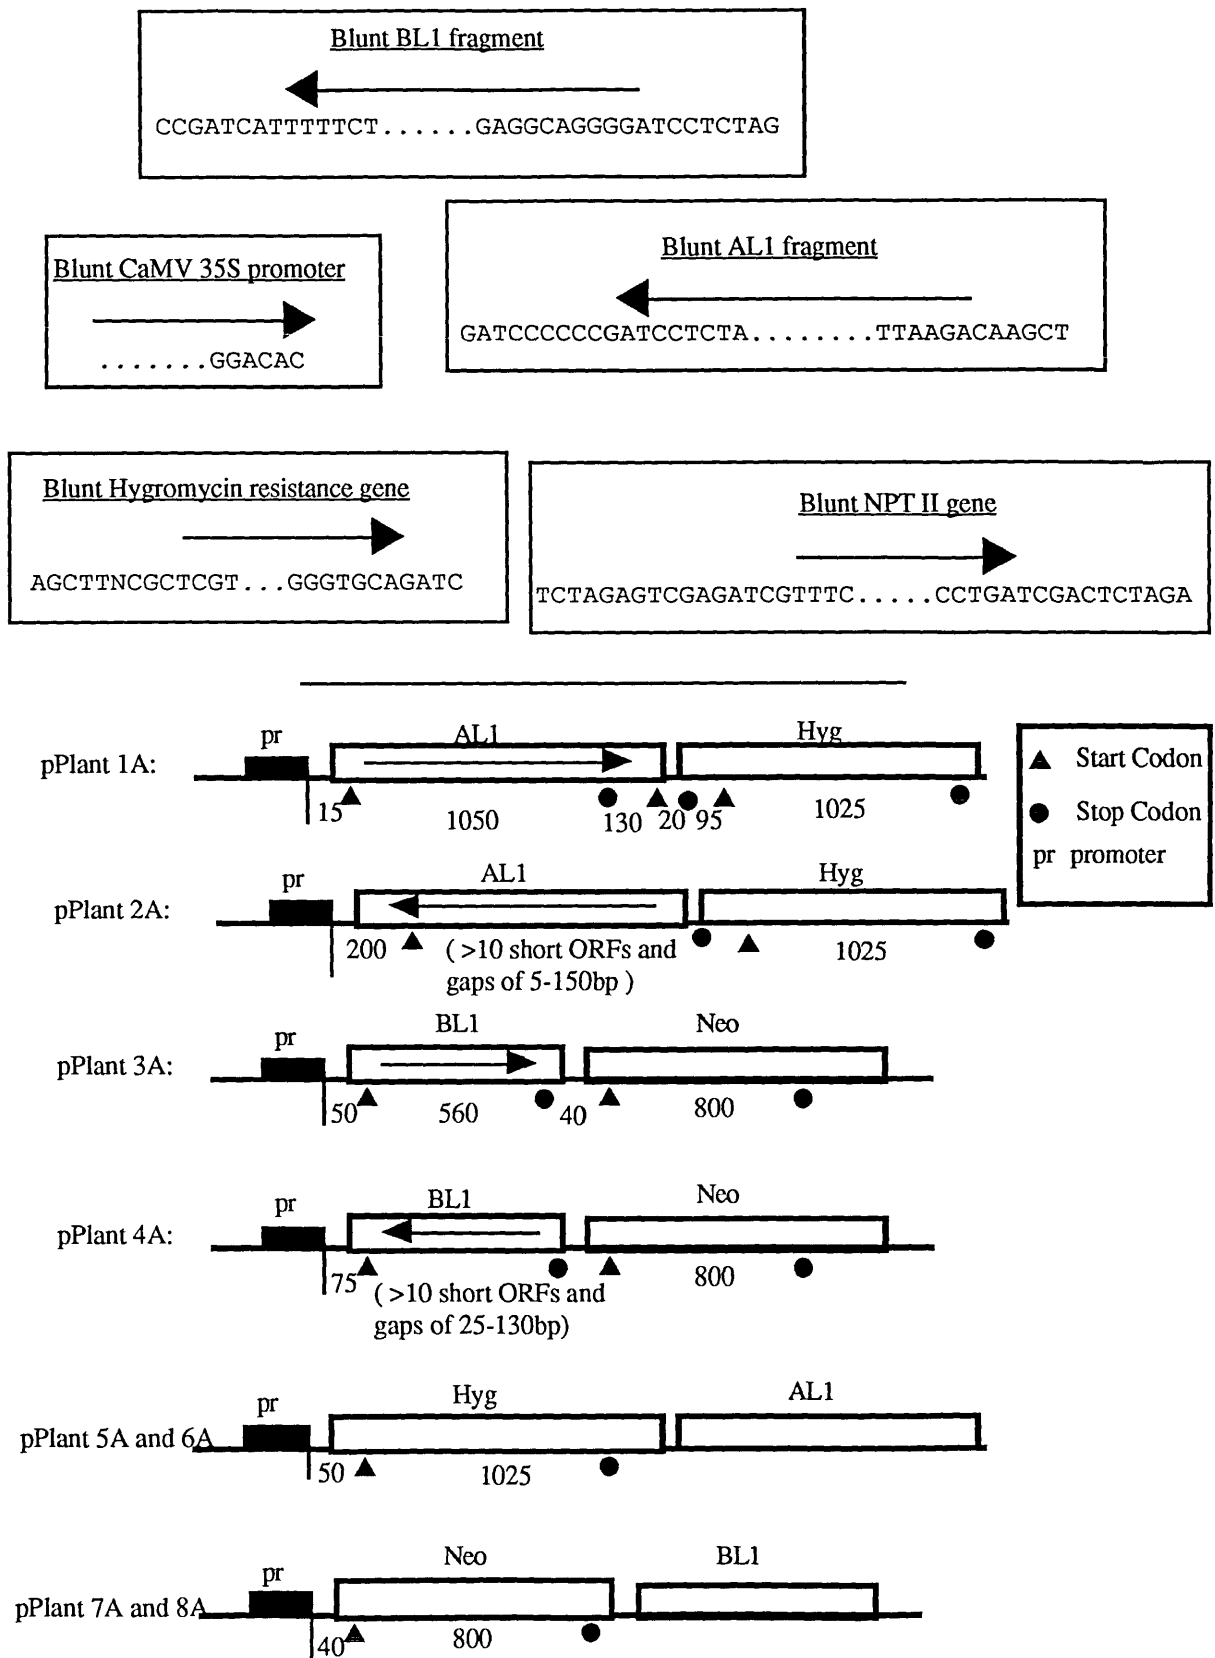 Blunt BL1 fragment
CCGATCATTTTTCT......GAGGCAGGGGATCCTCTAG
Blunt CaMV 35S promoter
.......GGACAC
Blunt AL1 fragment
GATCCCCCCGATCCTCTA........TTAAGACAAGCT
Blunt Hygromycin resistance gene
AGCTTNCGCTCGT...GGGTGCAGATC
Blunt NPT II gene
TCTAGAGTCGAGATCGTTTC.....CCTGATCGACTCTAGA
pr AL1 Hyg
pPlant 1A:
15 1050 130 20 95 1025
Start Codon
Stop Codon
pr promoter
pr AL1 Hyg
pPlant 2A:
200 ( >10 short ORFs and 1025
gaps of 5-150bp )
pr BL1 Neo
pPlant 3A:
50 560 40 800
pr BL1 Neo
pPlant 4A:
75 ( >10 short ORFs and 800
gaps of 25-130bp)
pr Hyg AL1
pPlant 5A and 6A
50 1025
pr Neo BL1
pPlant 7A and 8A
40 800